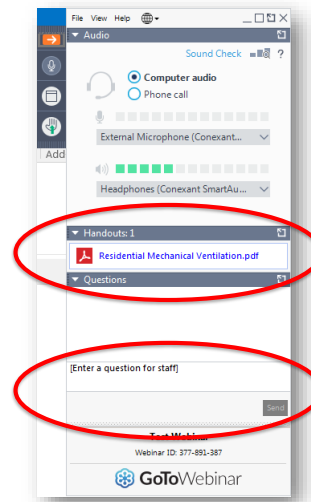 File View Help
Audio
Sound Check ?
Computer audio
Phone call
Add
External Microphone (Conexant...
Headphones (Conexant SmartAu...
Handouts: 1
Residential Mechanical Ventilation.pdf
Questions
[Enter a question for staff]
Send
Test Webinar
Webinar ID: 377-891-387
GoToWebinar